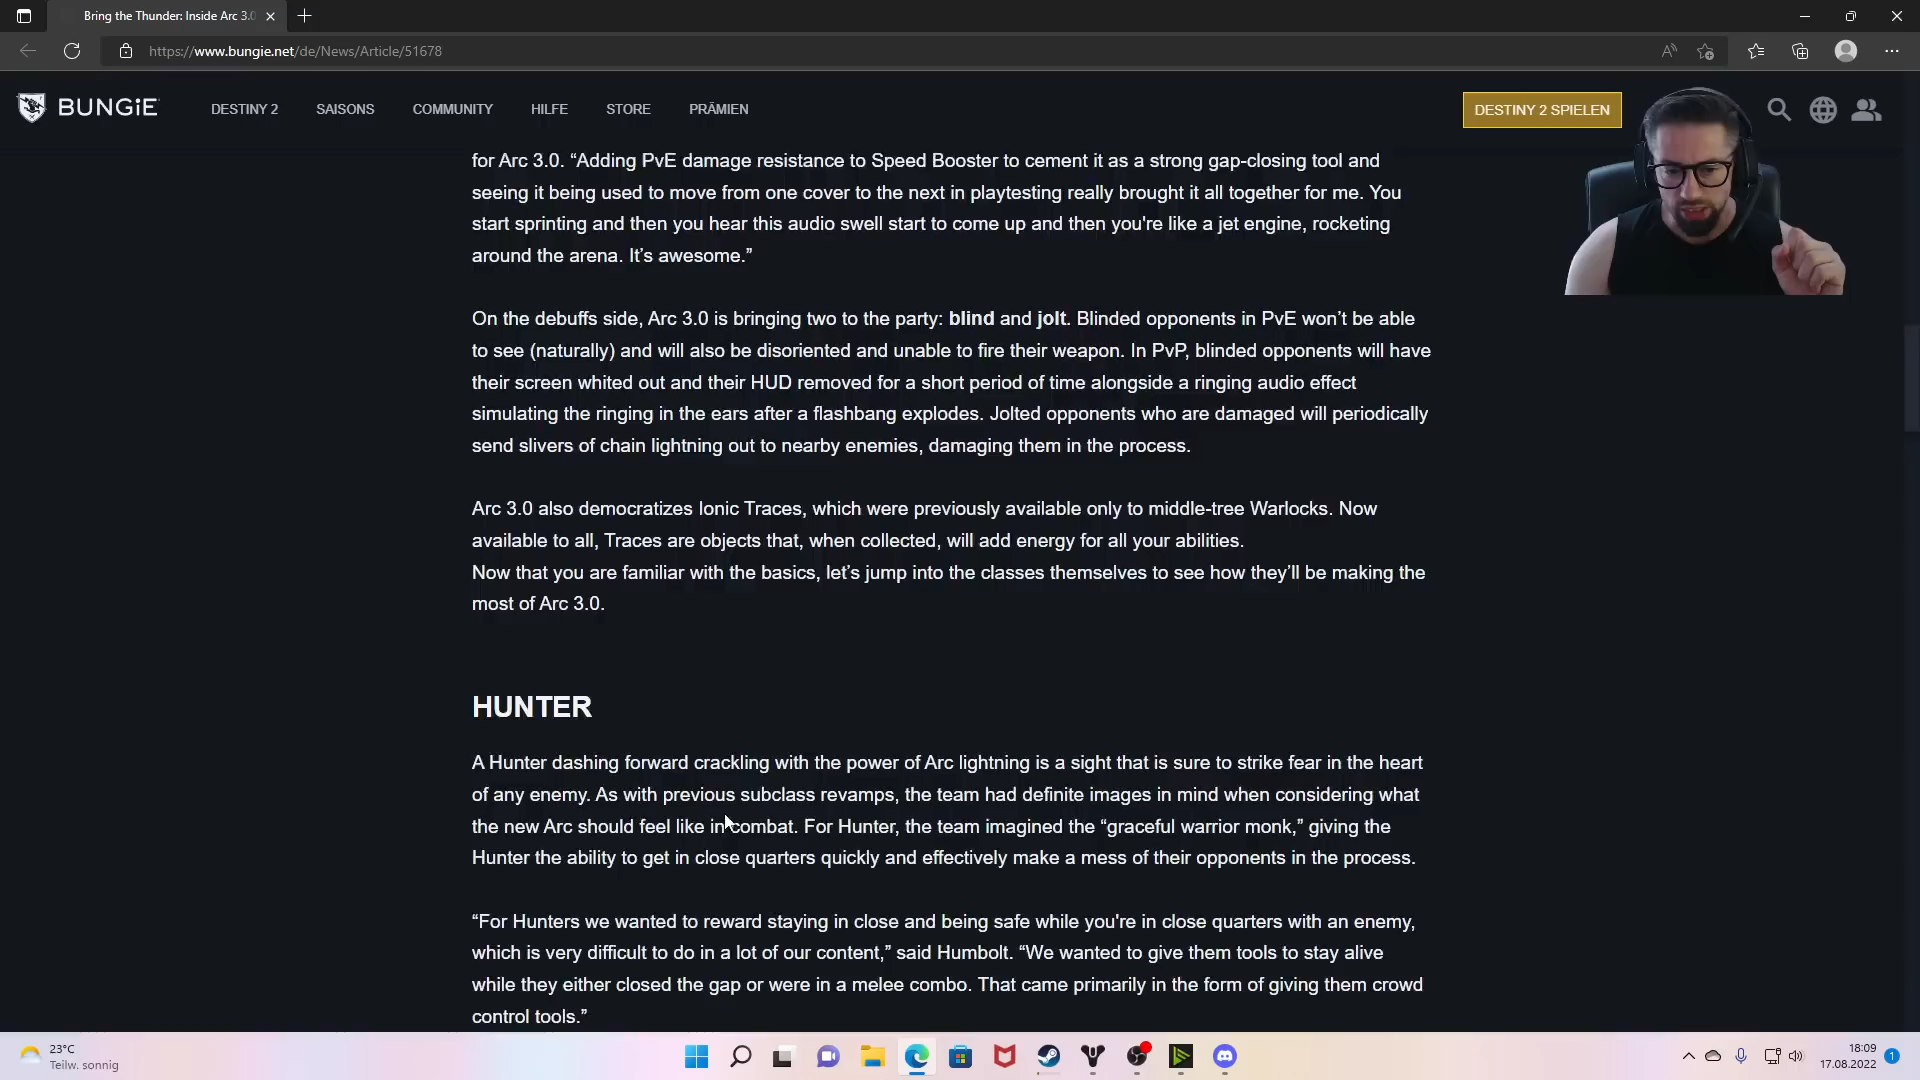 Bring the Thunder: Inside Arc 3.0
https://www.bungie.net/de/News/Article/51678
BUNGiE
DESTINY 2
SAISONS
COMMUNITY
HILFE
STORE
PRÄMIEN
DESTINY 2 SPIELEN
for Arc 3.0. “Adding PvE damage resistance to Speed Booster to cement it as a strong gap-closing tool and
seeing it being used to move from one cover to the next in playtesting really brought it all together for me. You
start sprinting and then you hear this audio swell start to come up and then you're like a jet engine, rocketing
around the arena. It’s awesome.”
On the debuffs side, Arc 3.0 is bringing two to the party: blind and jolt. Blinded opponents in PvE won’t be able
to see (naturally) and will also be disoriented and unable to fire their weapon. In PvP, blinded opponents will have
their screen whited out and their HUD removed for a short period of time alongside a ringing audio effect
simulating the ringing in the ears after a flashbang explodes. Jolted opponents who are damaged will periodically
send slivers of chain lightning out to nearby enemies, damaging them in the process.
Arc 3.0 also democratizes Ionic Traces, which were previously available only to middle-tree Warlocks. Now
available to all, Traces are objects that, when collected, will add energy for all your abilities.
Now that you are familiar with the basics, let’s jump into the classes themselves to see how they’ll be making the
most of Arc 3.0.
HUNTER
A Hunter dashing forward crackling with the power of Arc lightning is a sight that is sure to strike fear in the heart
of any enemy. As with previous subclass revamps, the team had definite images in mind when considering what
the new Arc should feel like in combat. For Hunter, the team imagined the “graceful warrior monk,” giving the
Hunter the ability to get in close quarters quickly and effectively make a mess of their opponents in the process.
“For Hunters we wanted to reward staying in close and being safe while you're in close quarters with an enemy,
which is very difficult to do in a lot of our content,” said Humbolt. “We wanted to give them tools to stay alive
while they either closed the gap or were in a melee combo. That came primarily in the form of giving them crowd
control tools.”
23°C
Teilw. sonnig
18:09
17.08.2022
1